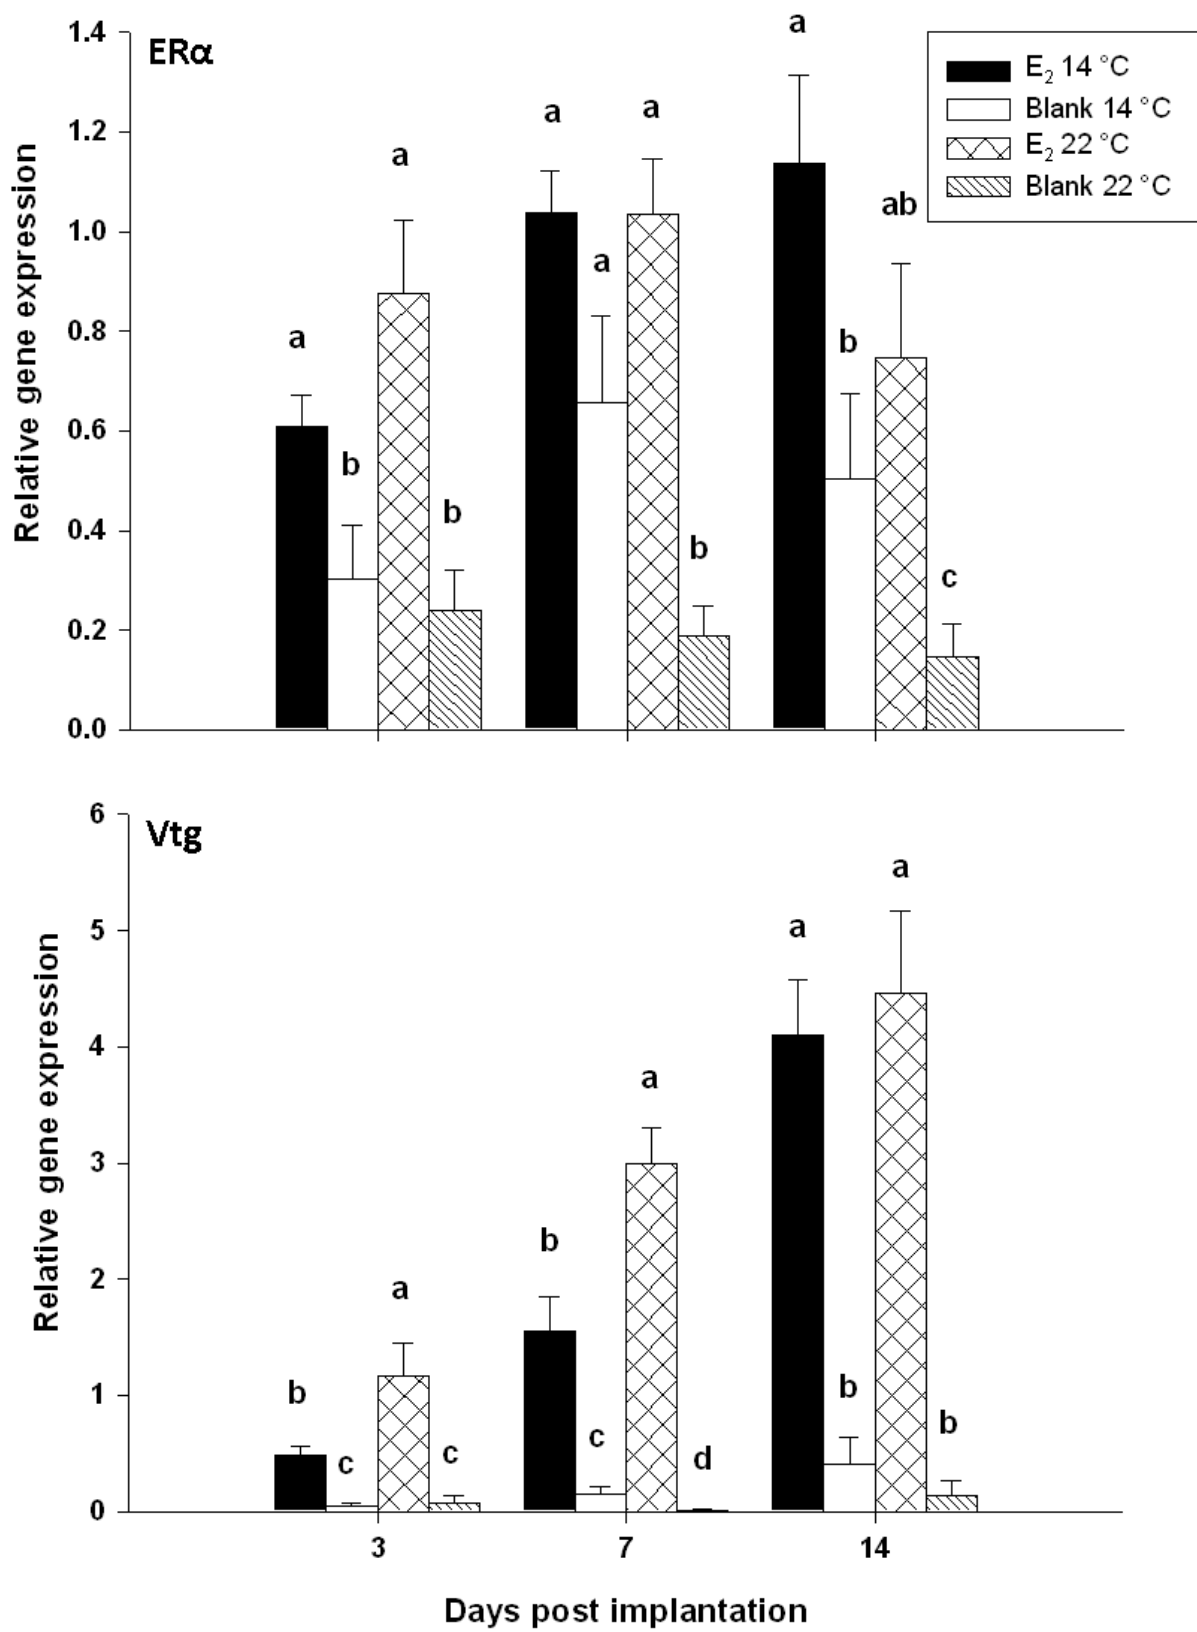 ERα
Relative gene expression
1.4
1.2
1.0
0.8
0.6
0.4
0.2
0.0
a
b
a
b
a
a
a
b
a
b
ab
c
E₂ 14 °C
Blank 14 °C
E₂ 22 °C
Blank 22 °C
Vtg
Relative gene expression
6
5
4
3
2
1
0
b
c
a
c
b
c
a
d
a
b
a
b
3
7
14
Days post implantation